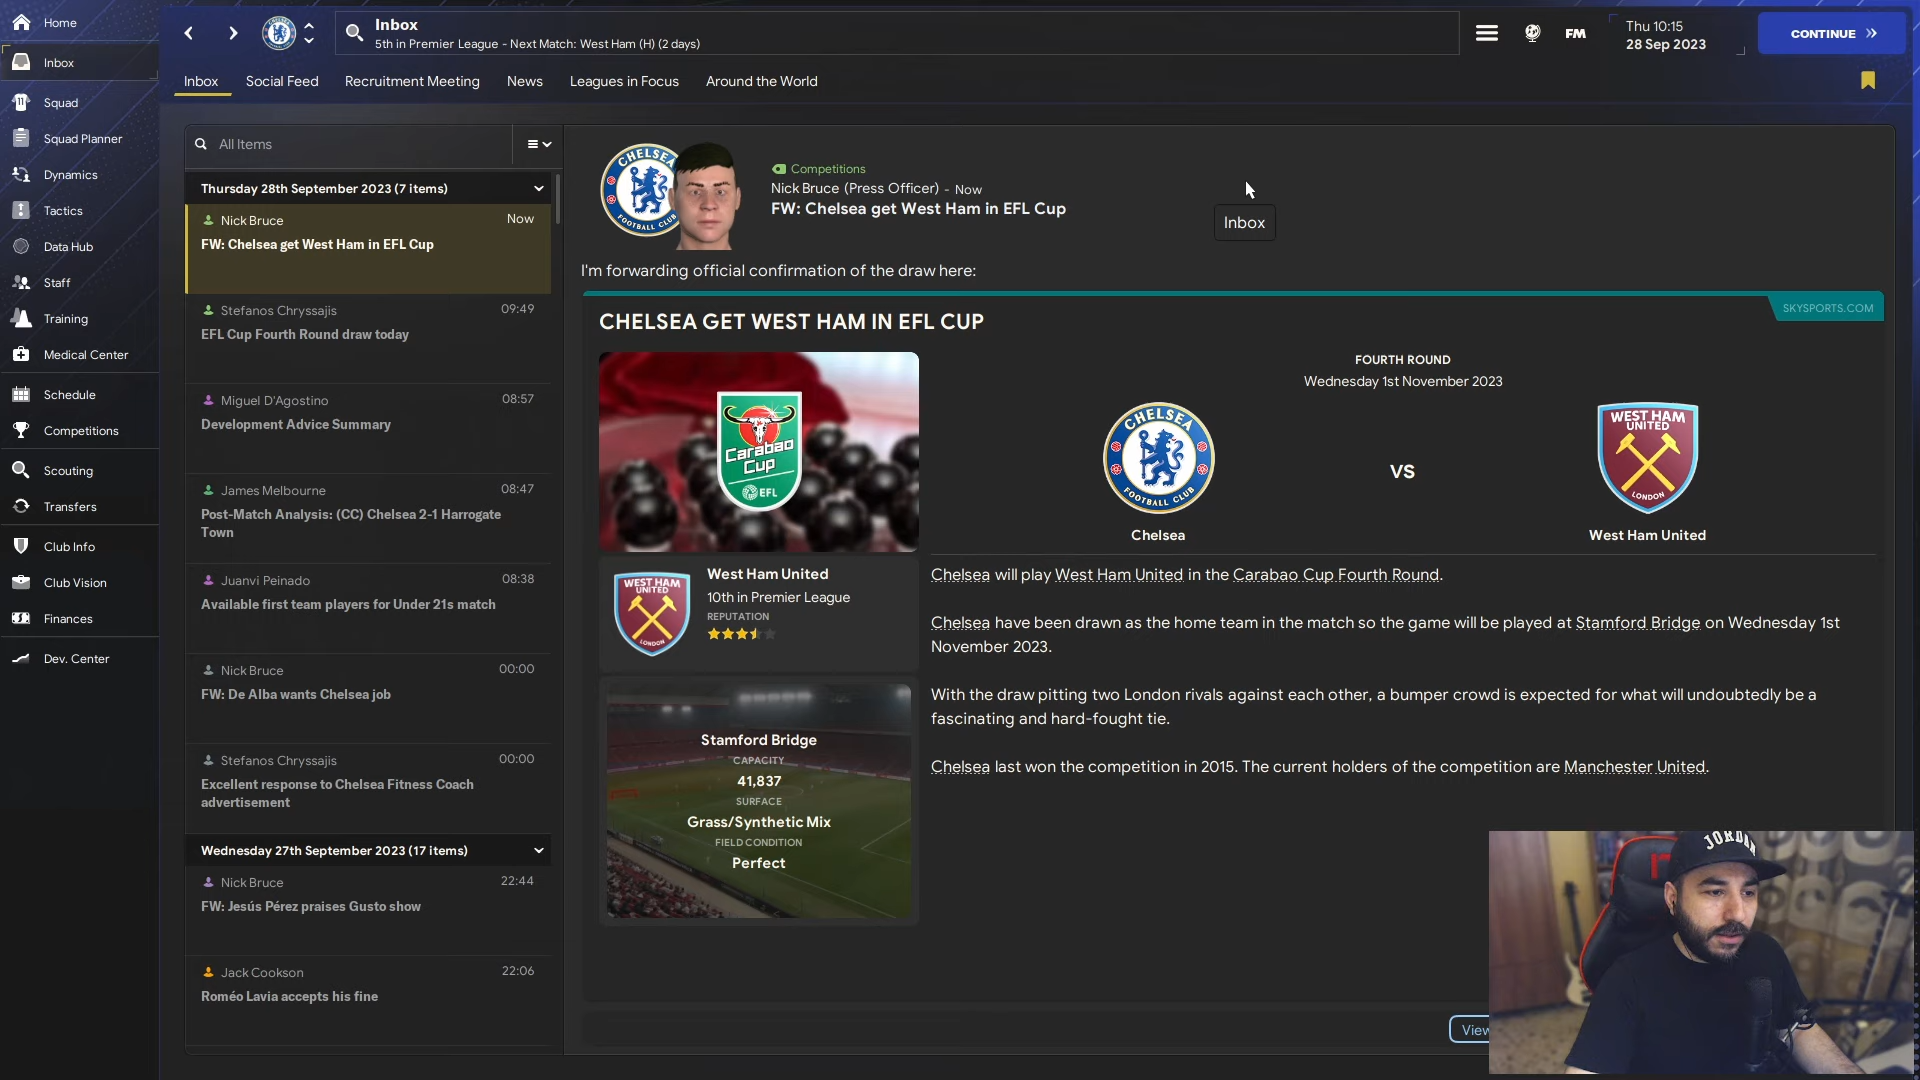 Home
Inbox
Squad
Squad Planner
Dynamics
Tactics
Data Hub
Staff
Training
Medical Center
Schedule
Competitions
Scouting
Transfers
Club Info
Club Vision
Finances
Dev. Center
Inbox
5th in Premier League - Next Match: West Ham (H) (2 days)
FM
Thu 10:15
28 Sep 2023
CONTINUE
Inbox
Social Feed
Recruitment Meeting
News
Leagues in Focus
Around the World
All Items
Thursday 28th September 2023 (7 items)
Nick Bruce
Now
FW: Chelsea get West Ham in EFL Cup
Stefanos Chryssajis
09:49
EFL Cup Fourth Round draw today
Miguel D'Agostino
08:57
Development Advice Summary
James Melbourne
08:47
Post-Match Analysis: (CC) Chelsea 2-1 Harrogate
Town
Juanvi Peinado
08:38
Available first team players for Under 21s match
Nick Bruce
00:00
FW: De Alba wants Chelsea job
Stefanos Chryssajis
00:00
Excellent response to Chelsea Fitness Coach
advertisement
Wednesday 27th September 2023 (17 items)
Nick Bruce
22:44
FW: Jesús Pérez praises Gusto show
Jack Cookson
22:06
Roméo Lavia accepts his fine
CHELSEA
FOOTBALL CLUB
Competitions
Nick Bruce (Press Officer) - Now
FW: Chelsea get West Ham in EFL Cup
Inbox
I'm forwarding official confirmation of the draw here:
SKYSPORTS.COM
CHELSEA GET WEST HAM IN EFL CUP
Carabao
Cup
EFL
FOURTH ROUND
Wednesday 1st November 2023
CHELSEA
FOOTBALL CLUB
VS
WEST HAM
UNITED
LONDON
Chelsea
West Ham United
WEST HAM
UNITED
LONDON
West Ham United
10th in Premier League
REPUTATION
Stamford Bridge
CAPACITY
41,837
SURFACE
Grass/Synthetic Mix
FIELD CONDITION
Perfect
Chelsea will play West Ham United in the Carabao Cup Fourth Round.
Chelsea have been drawn as the home team in the match so the game will be played at Stamford Bridge on Wednesday 1st
November 2023.
With the draw pitting two London rivals against each other, a bumper crowd is expected for what will undoubtedly be a
fascinating and hard-fought tie.
Chelsea last won the competition in 2015. The current holders of the competition are Manchester United.
View
JORDAN